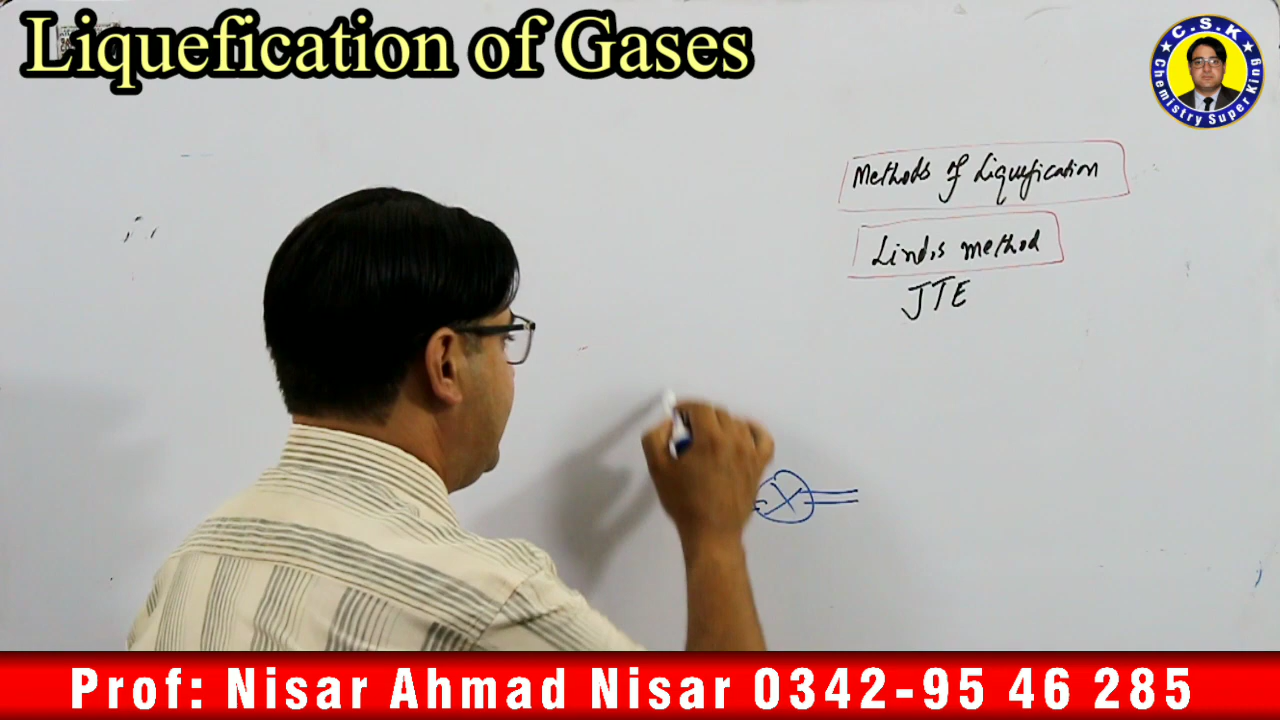 Liquefication of Gases
C.S.K
Chemistry Super King
Methods of Liquefication
Lind,s method
JTE
Prof: Nisar Ahmad Nisar 0342-95 46 285